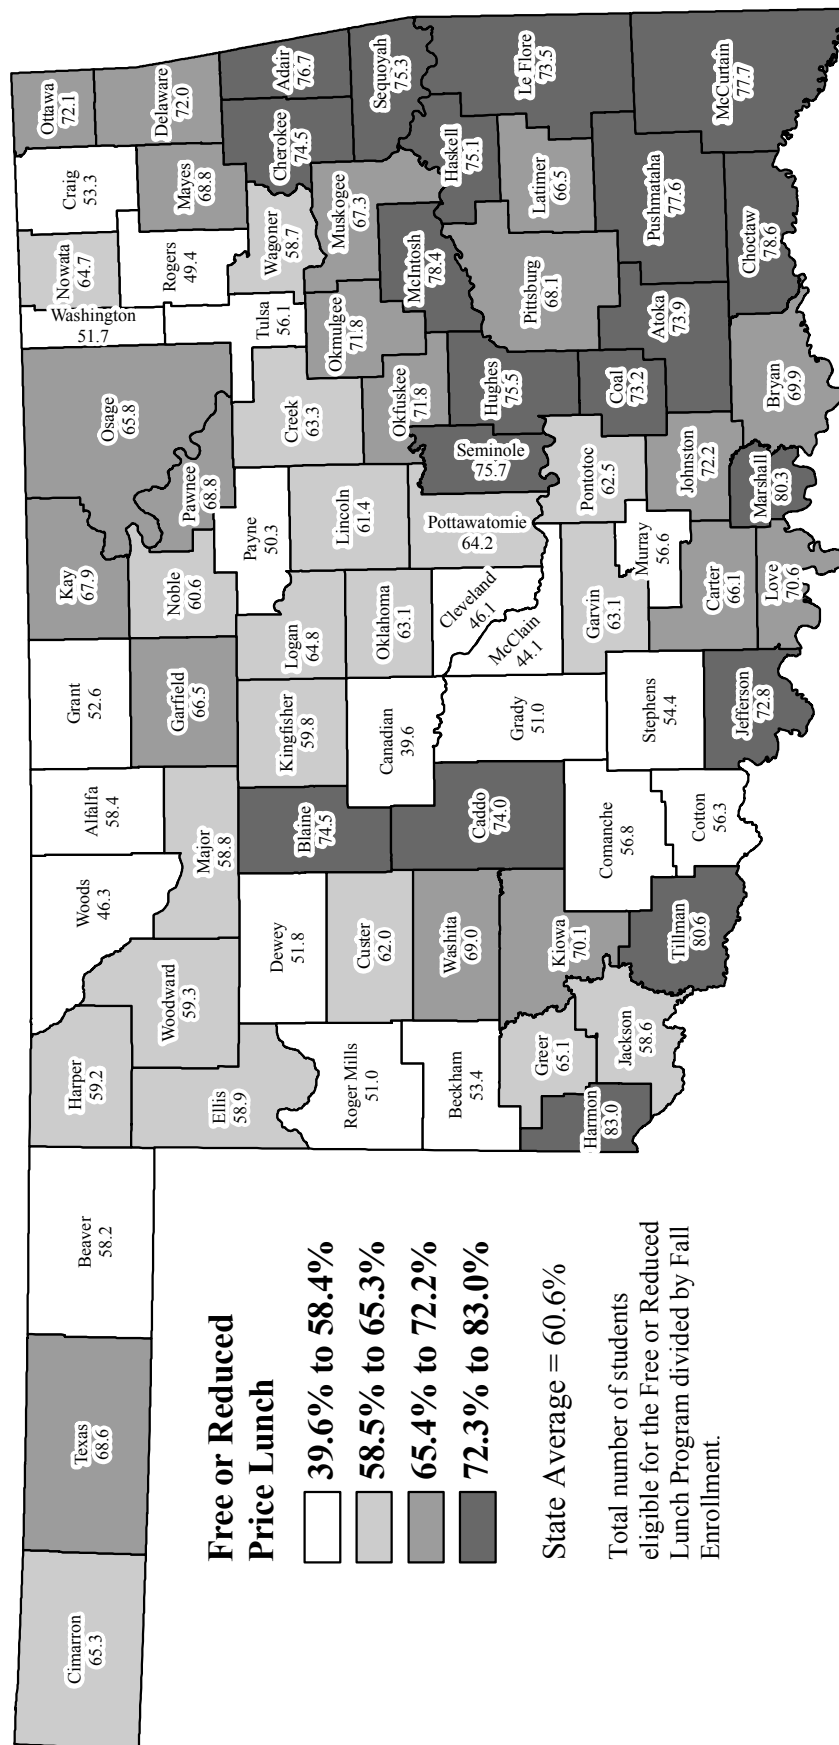 Cimarron
65.3
Texas
68.6
Beaver
58.2
Harper
59.2
Woods
46.3
Alfalfa
58.4
Grant
52.6
Kay
67.9
Osage
65.8
Washington
51.7
Nowata
64.7
Craig
53.3
Ottawa
72.1
Ellis
58.9
Woodward
59.3
Major
58.8
Garfield
66.5
Noble
60.6
Pawnee
68.8
Rogers
49.4
Mayes
68.8
Delaware
72.0
Roger Mills
51.0
Dewey
51.8
Blaine
74.5
Kingfisher
59.8
Logan
64.8
Payne
50.3
Creek
63.3
Tulsa
56.1
Wagoner
58.7
Cherokee
74.5
Adair
76.7
Custer
62.0
Canadian
39.6
Oklahoma
63.1
Lincoln
61.4
Okfuskee
71.8
Okmulgee
71.8
Muskogee
67.3
Sequoyah
75.3
Beckham
53.4
Washita
69.0
Caddo
74.0
Grady
51.0
McClain
44.1
Cleveland
46.1
Pottawatomie
64.2
Seminole
75.7
Hughes
75.5
McIntosh
78.4
Haskell
75.1
Le Flore
73.5
Greer
65.1
Kiowa
70.1
Comanche
56.8
Garvin
63.1
Pontotoc
62.5
Pittsburg
68.1
Latimer
66.5
Harmon
83.0
Jackson
58.6
Tillman
80.6
Cotton
56.3
Stephens
54.4
Murray
56.6
Johnston
72.2
Coal
73.2
Atoka
73.9
Pushmataha
77.6
McCurtain
77.7
Jefferson
72.8
Carter
66.1
Love
70.6
Marshall
80.3
Bryan
69.9
Choctaw
78.6
Free or Reduced
Price Lunch
39.6% to 58.4%
58.5% to 65.3%
65.4% to 72.2%
72.3% to 83.0%
State Average = 60.6%
Total number of students
eligible for the Free or Reduced
Lunch Program divided by Fall
Enrollment.